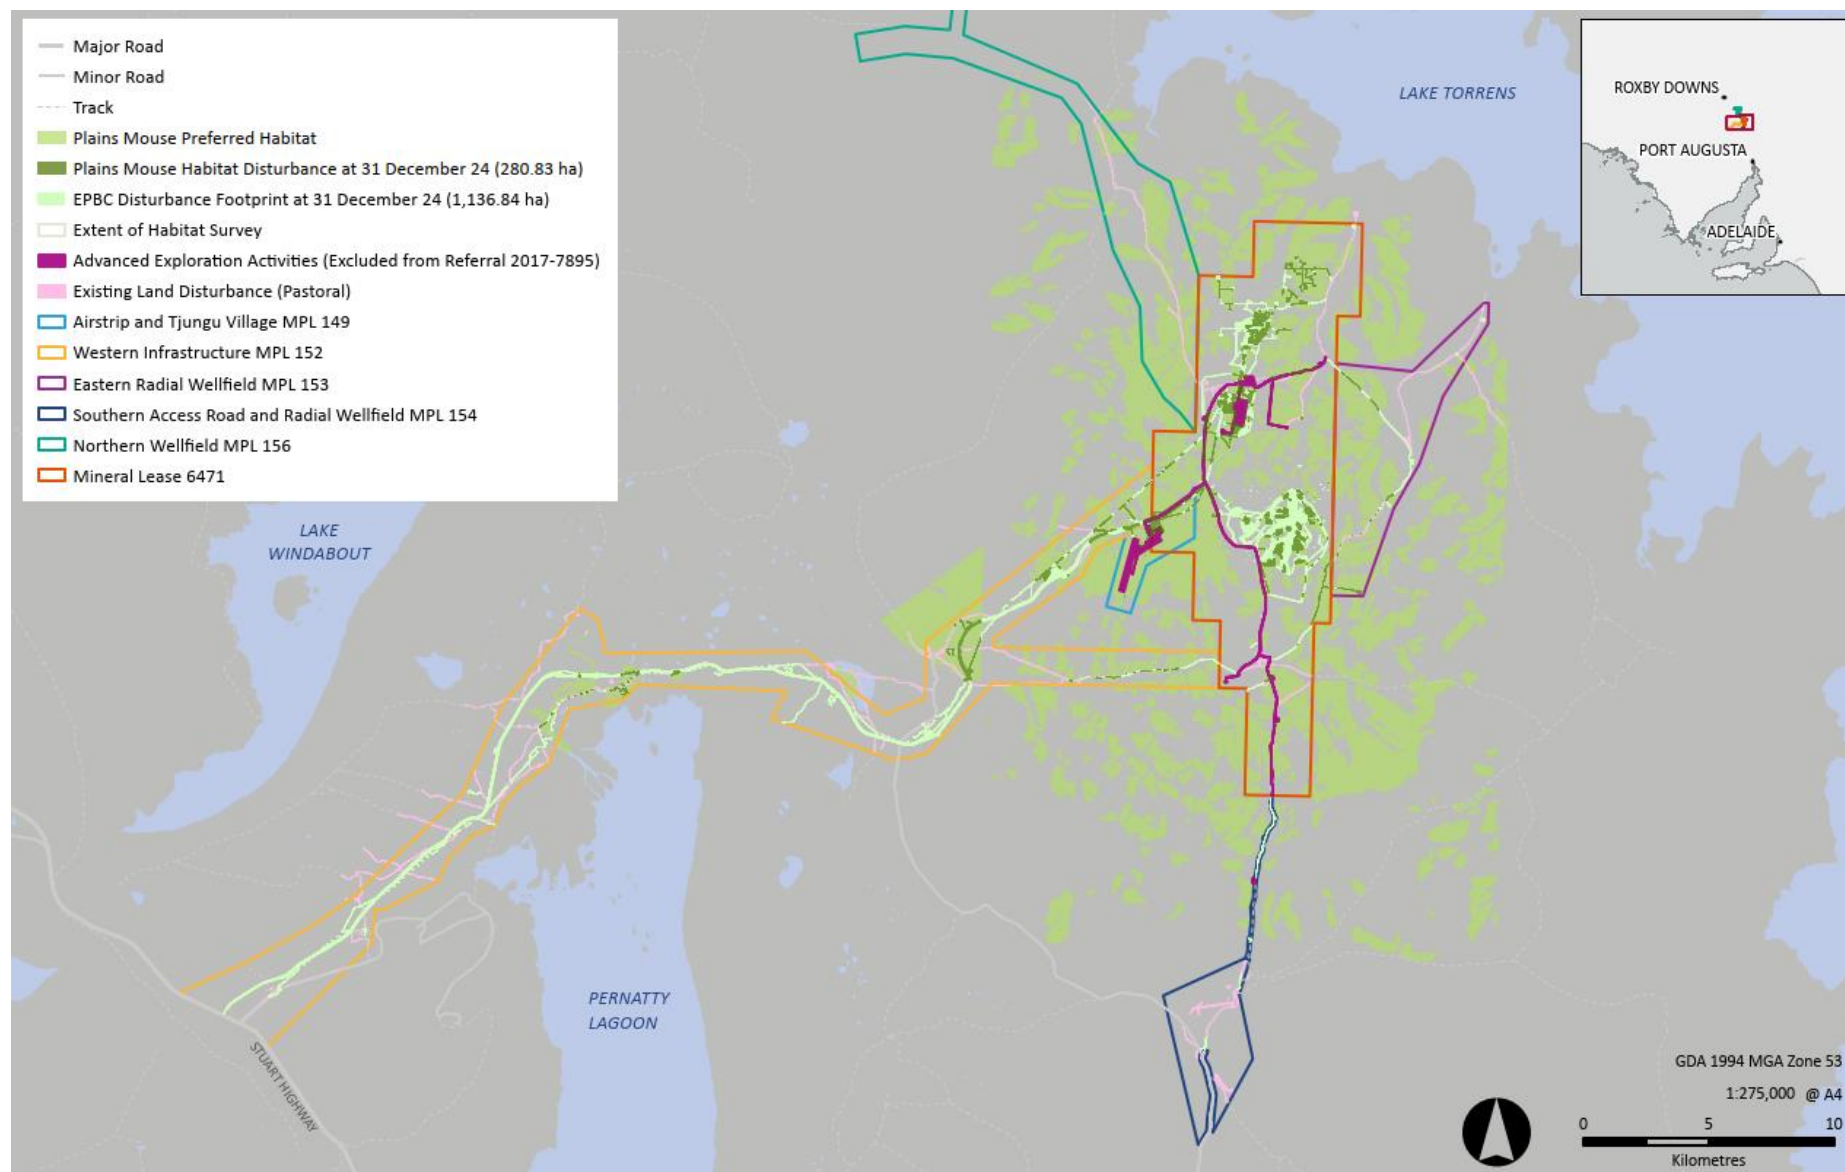 Major Road
Minor Road
Track
Plains Mouse Preferred Habitat
Plains Mouse Habitat Disturbance at 31 December 24 (280.83 ha)
EPBC Disturbance Footprint at 31 December 24 (1,136.84 ha)
Extent of Habitat Survey
Advanced Exploration Activities (Excluded from Referral 2017-7895)
Existing Land Disturbance (Pastoral)
Airstrip and Tjungu Village MPL 149
Western Infrastructure MPL 152
Eastern Radial Wellfield MPL 153
Southern Access Road and Radial Wellfield MPL 154
Northern Wellfield MPL 156
Mineral Lease 6471
LAKE TORRENS
ROXBY DOWNS
PORT AUGUSTA
ADELAIDE
LAKE
WINDABOUT
PERNATTY
LAGOON
STUART HIGHWAY
GDA 1994 MGA Zone 53
1:275,000 @ A4
0 5 10
Kilometres